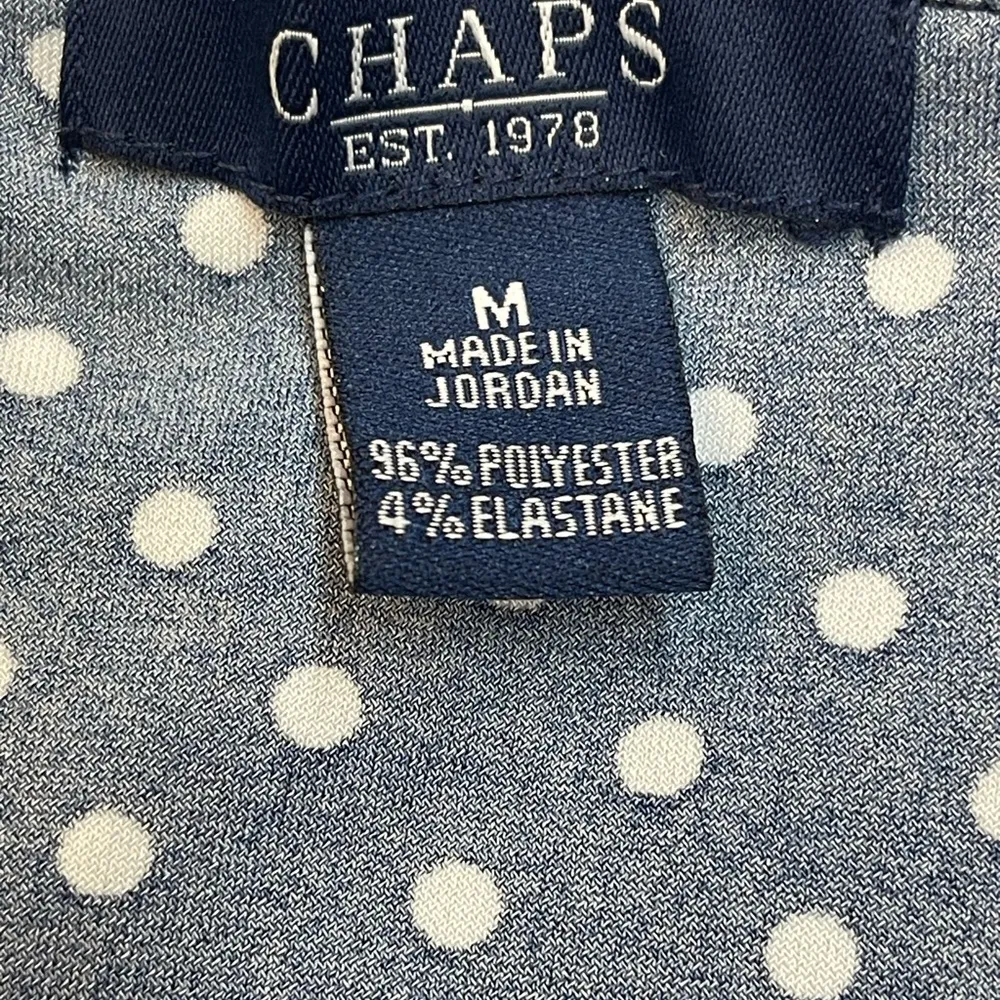 CHAPS
EST. 1978
M
MADE IN
JORDAN
96% POLYESTER
4% ELASTANE